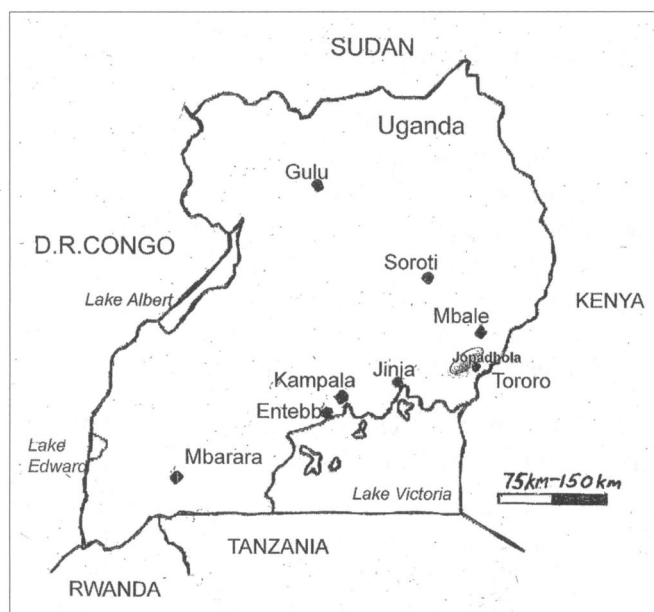 SUDAN
Uganda
Gulu
D.R.CONGO
Soroti
Lake Albert
KENYA
Mbale
Jopadhola
Jinja
Tororo
Kampala
Entebb
Lake
Edward
Mbarara
75km-150km
Lake Victoria
TANZANIA
RWANDA